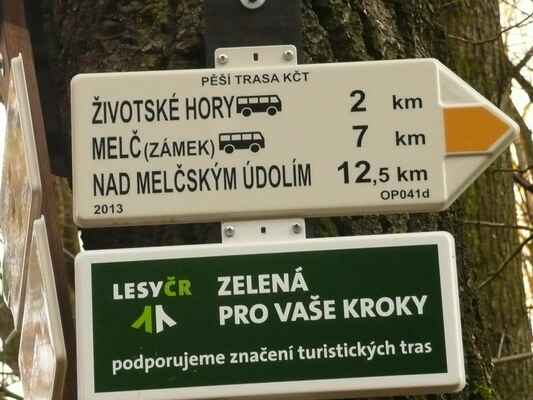 PĚŠÍ TRASA KČT
ŽIVOTSKÉ HORY 2 km
MELČ (ZÁMEK) 7 km
NAD MELČSKÝM ÚDOLÍM 12,5 km
2013 OP041d
LESY ČR
ZELENÁ
PRO VAŠE KROKY
podporujeme značení turistických tras